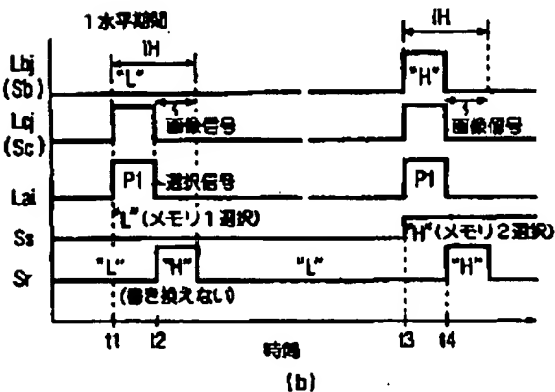 1水平期間
1H
1H
Lbj
(Sb)
"L"
"H"
Lcj
(Sc)
画像信号
画像信号
Lai
P1
選択信号
P1
Ss
"L"(メモリ1選択)
"H"(メモリ2選択)
Sr
"L"
"H"
"L"
"H"
(書き換えない)
t1
t2
時間
t3
t4
(b)